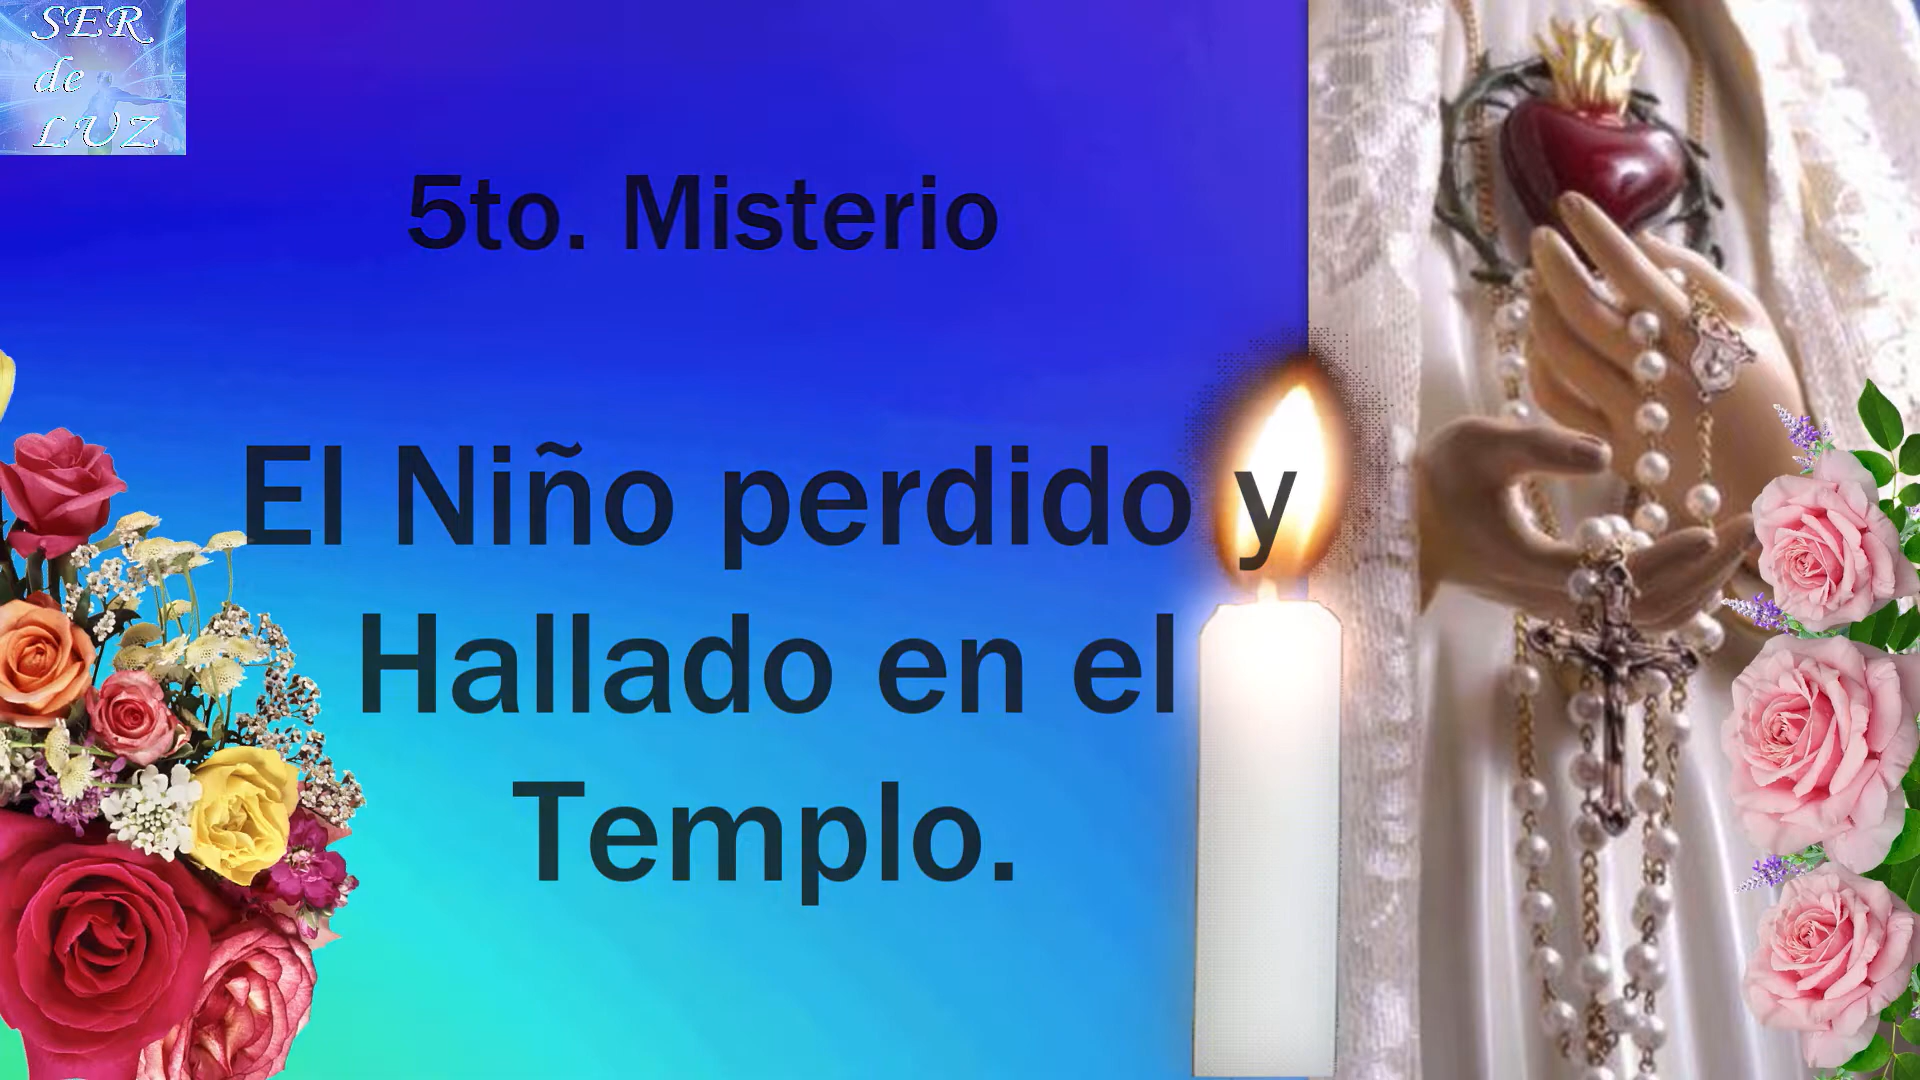 SER
de
LUZ
5to. Misterio
El Niño perdido y
Hallado en el
Templo.